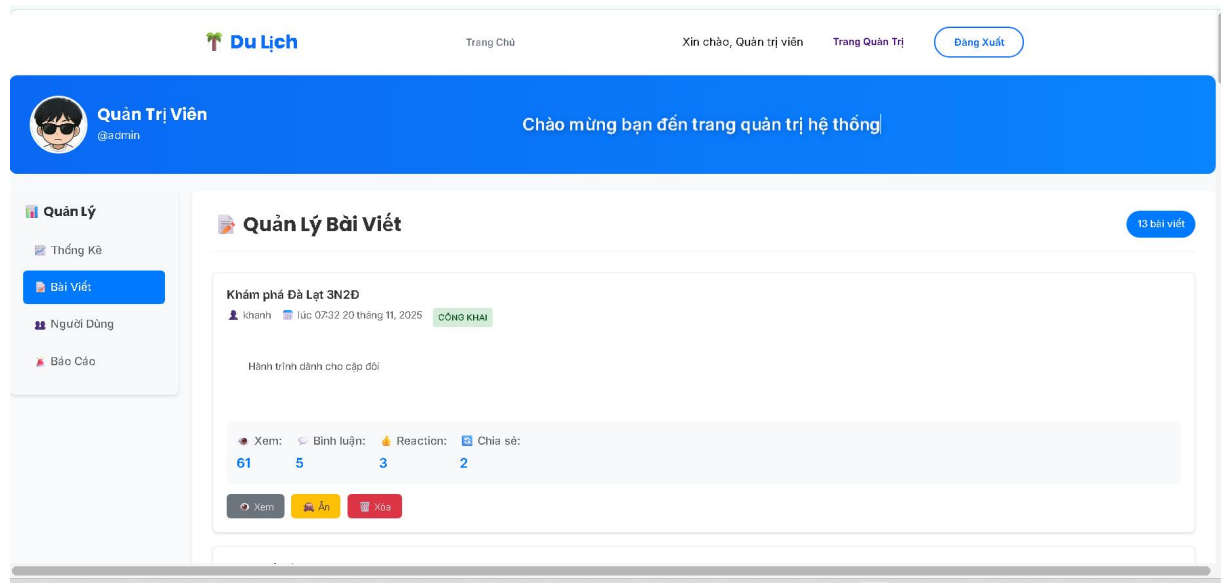 Du Lịch
Trang Chủ
Xin chào, Quản trị viên
Trang Quản Trị
Đăng Xuất
Quản Trị Viên
@admin
Chào mừng bạn đến trang quản trị hệ thống
Quản Lý
Thống Kê
Bài Viết
Người Dùng
Báo Cáo
Quản Lý Bài Viết
13 bài viết
Khám phá Đà Lạt 3N2Đ
khanh lúc 07:32 20 tháng 11, 2025 CÔNG KHAI
Hành trình dành cho cặp đôi
Xem: Bình luận: Reaction: Chia sẻ:
61 5 3 2
Xem Ẩn Xóa